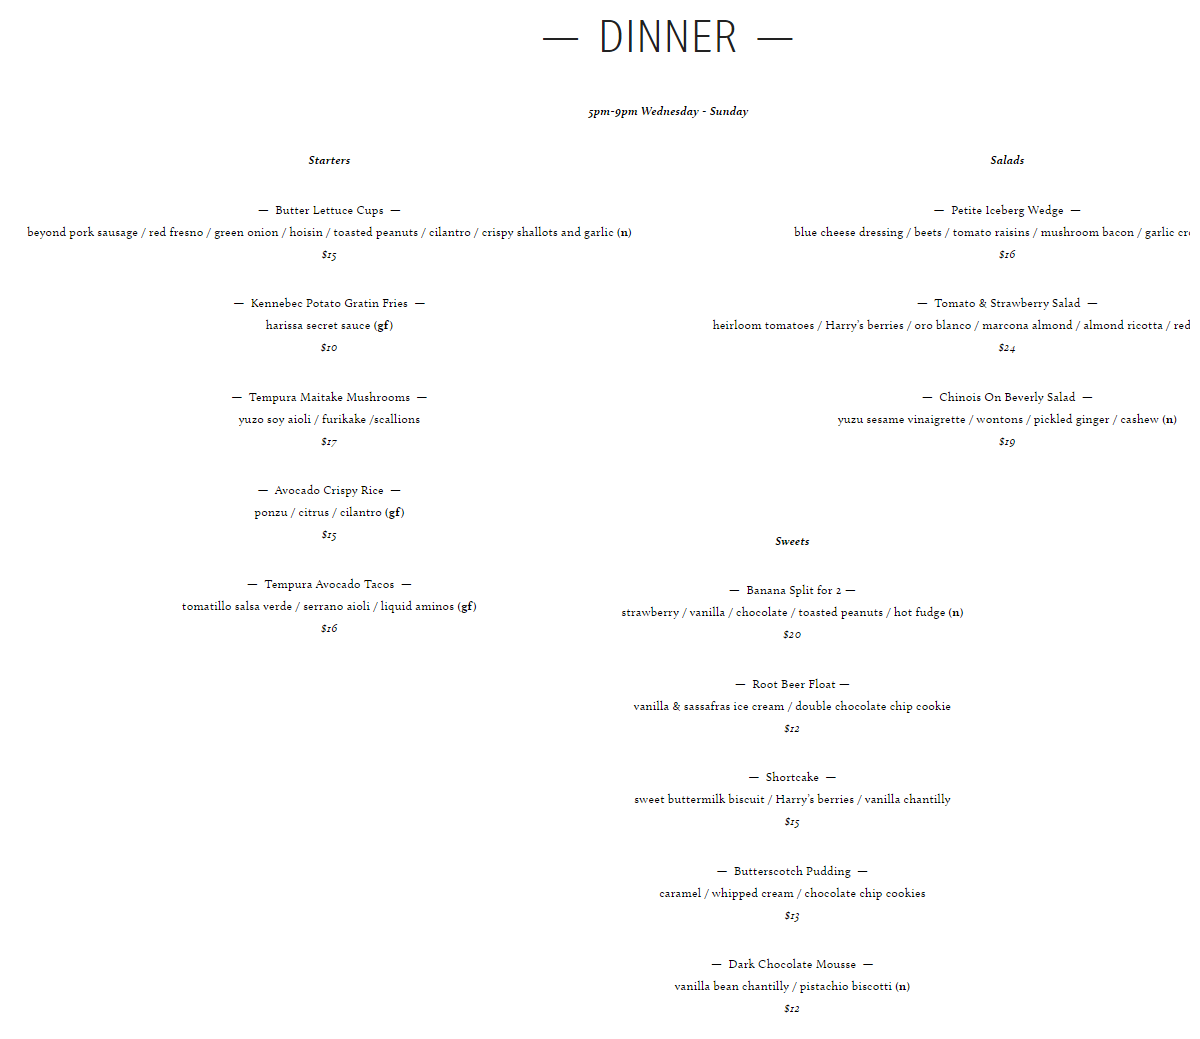 — DINNER —
5pm-9pm Wednesday - Sunday
Starters
— Butter Lettuce Cups —
beyond pork sausage / red fresno / green onion / hoisin / toasted peanuts / cilantro / crispy shallots and garlic (n)
$15
— Kennebec Potato Gratin Fries —
harissa secret sauce (gf)
$10
— Tempura Maitake Mushrooms —
yuzo soy aioli / furikake /scallions
$17
— Avocado Crispy Rice —
ponzu / citrus / cilantro (gf)
$15
— Tempura Avocado Tacos —
tomatillo salsa verde / serrano aioli / liquid aminos (gf)
$16
Salads
— Petite Iceberg Wedge —
blue cheese dressing / beets / tomato raisins / mushroom bacon / garlic
$16
— Tomato & Strawberry Salad —
heirloom tomatoes / Harry's berries / oro blanco / marcona almond / almond ricotta / red
$24
— Chinois On Beverly Salad —
yuzu sesame vinaigrette / wontons / pickled ginger / cashew (n)
$19
Sweets
— Banana Split for 2 —
strawberry / vanilla / chocolate / toasted peanuts / hot fudge (n)
$20
— Root Beer Float —
vanilla & sassafras ice cream / double chocolate chip cookie
$12
— Shortcake —
sweet buttermilk biscuit / Harry's berries / vanilla chantilly
$15
— Butterscotch Pudding —
caramel / whipped cream / chocolate chip cookies
$13
— Dark Chocolate Mousse —
vanilla bean chantilly / pistachio biscotti (n)
$12